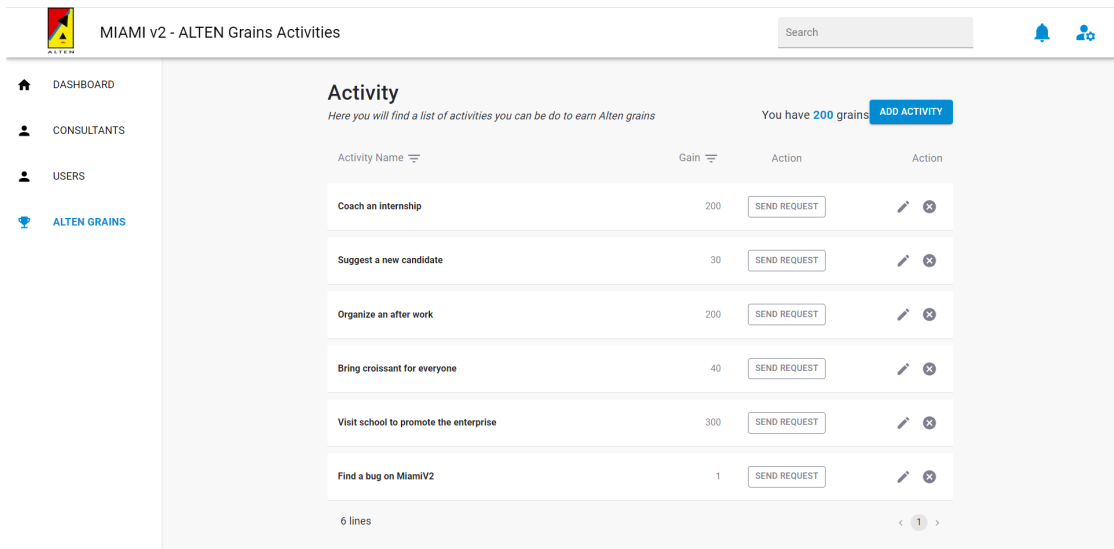 ALTEN
MIAMI v2 - ALTEN Grains Activities
Search
DASHBOARD
CONSULTANTS
USERS
ALTEN GRAINS
Activity
Here you will find a list of activities you can be do to earn Alten grains
You have 200 grains
ADD ACTIVITY
Activity Name Gain Action Action
Coach an internship 200 SEND REQUEST
Suggest a new candidate 30 SEND REQUEST
Organize an after work 200 SEND REQUEST
Bring croissant for everyone 40 SEND REQUEST
Visit school to promote the enterprise 300 SEND REQUEST
Find a bug on MiamiV2 1 SEND REQUEST
6 lines < 1 >